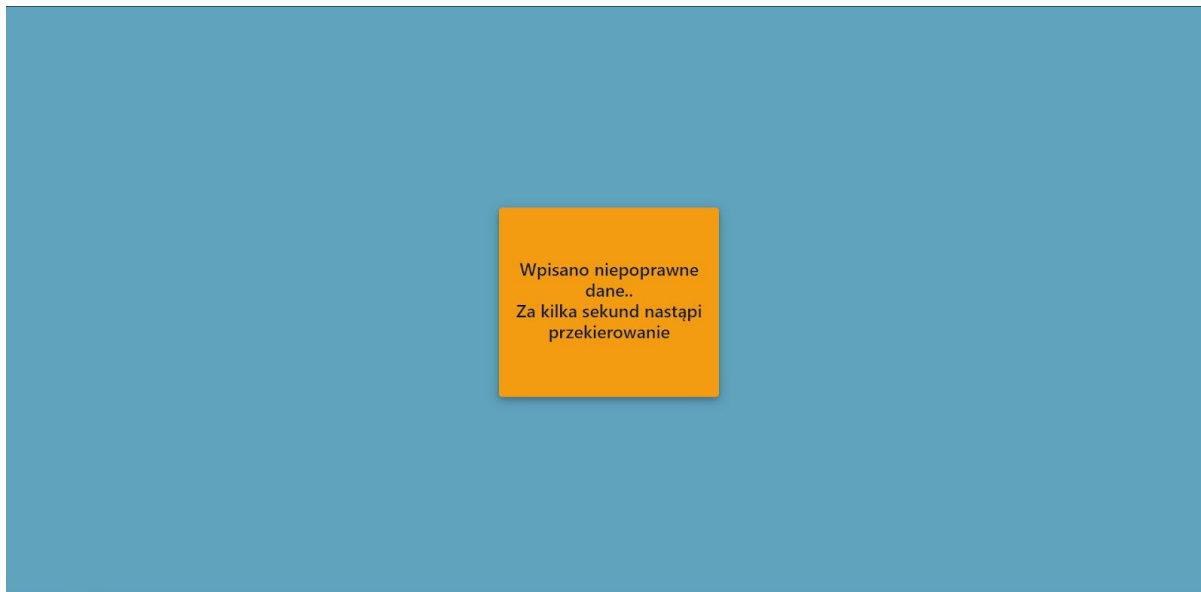 Wpisano niepoprawne
dane..
Za kilka sekund nastąpi
przekierowanie